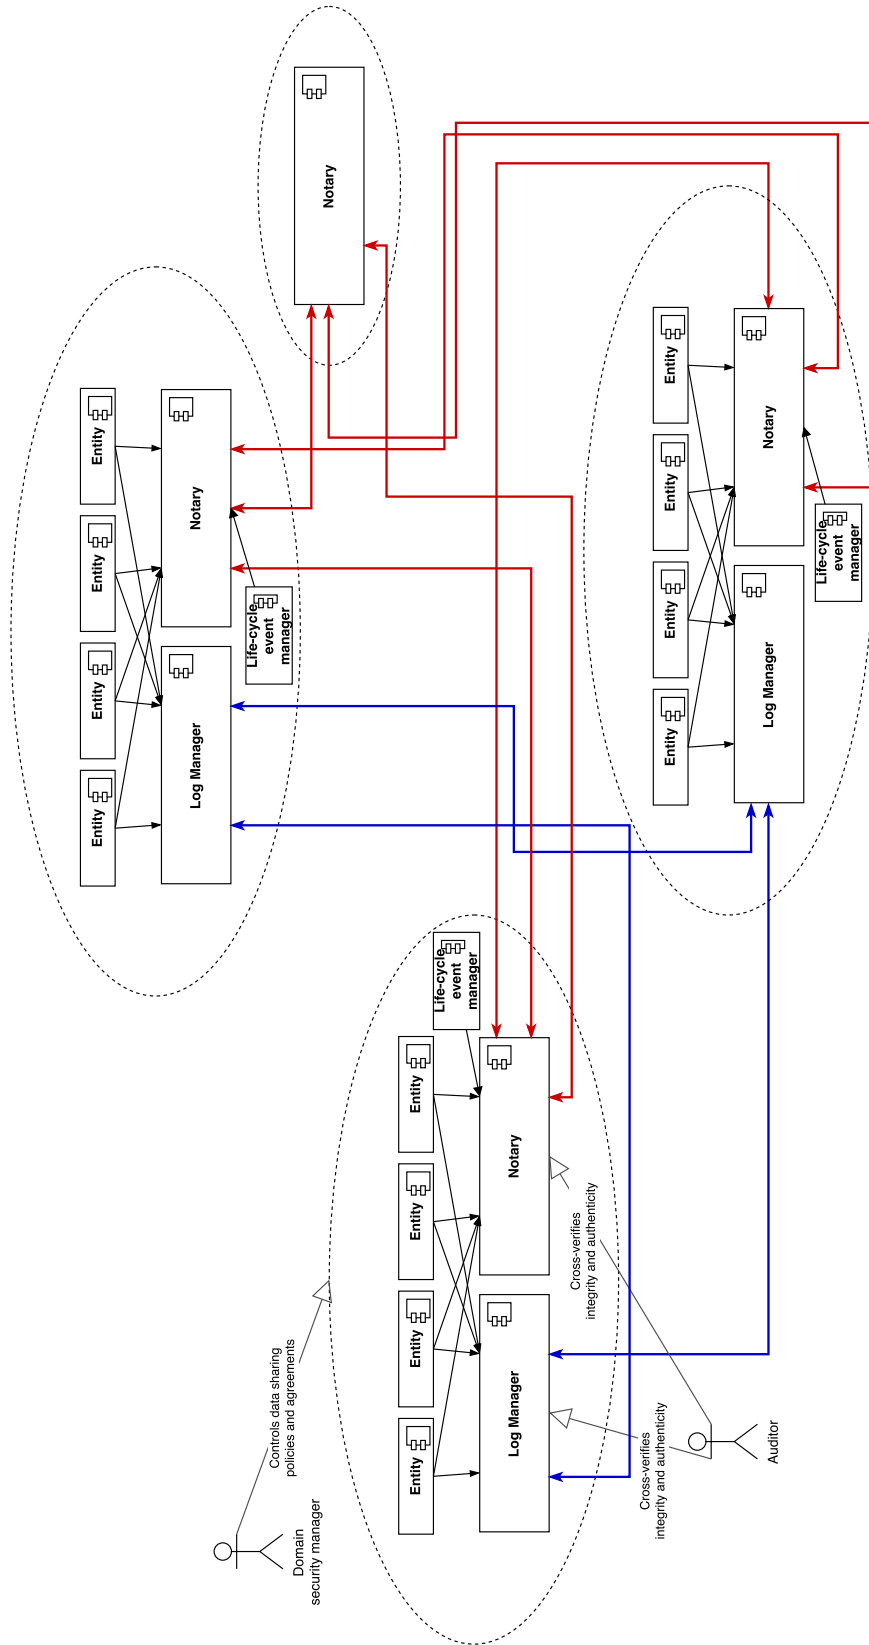 Domain
security manager
Controls data sharing
policies and agreements
Entity
Entity
Entity
Entity
Log Manager
Notary
Life-cycle
event
manager
Cross-verifies
integrity and authenticity
Cross-verifies
integrity and authenticity
Auditor
Entity
Entity
Entity
Entity
Log Manager
Notary
Life-cycle
event
manager
Notary
Entity
Entity
Entity
Entity
Log Manager
Notary
Life-cycle
event
manager